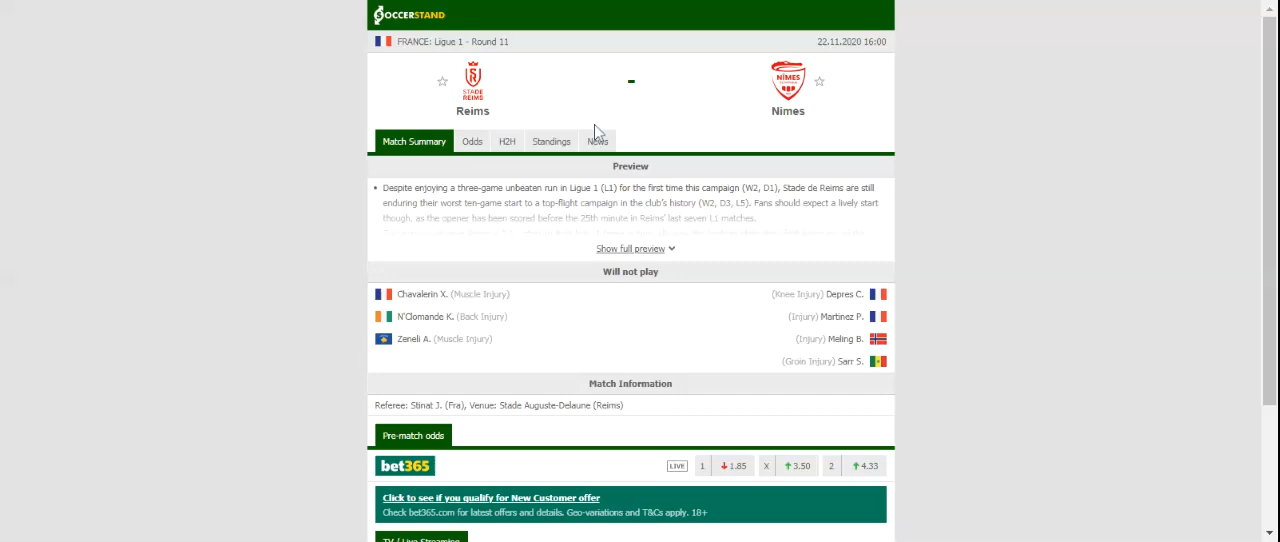 SOCCERSTAND
FRANCE: Ligue 1 - Round 11 22.11.2020 16:00
STADE REIMS
NÎMES
Reims - Nimes
Match Summary Odds H2H Standings News
Preview
• Despite enjoying a three-game unbeaten run in Ligue 1 (L1) for the first time this campaign (W2, D1), Stade de Reims are still
enduring their worst ten-game start to a top-flight campaign in the club's history (W2, D3, L5). Fans should expect a lively start
though, as the opener has been scored before the 25th minute in Reims' last seven L1 matches.
Show full preview
Will not play
Chavalerin X. (Muscle Injury) (Knee Injury) Depres C.
N'Clomande K. (Back Injury) (Injury) Martinez P.
Zeneli A. (Muscle Injury) (Injury) Meling B.
(Groin Injury) Sarr S.
Match Information
Referee: Stinat J. (Fra), Venue: Stade Auguste-Delaune (Reims)
Pre-match odds
bet365 LIVE 1 1.85 X 3.50 2 4.33
Click to see if you qualify for New Customer offer
Check bet365.com for latest offers and details. Geo-variations and T&Cs apply. 18+
TV / Live Streaming